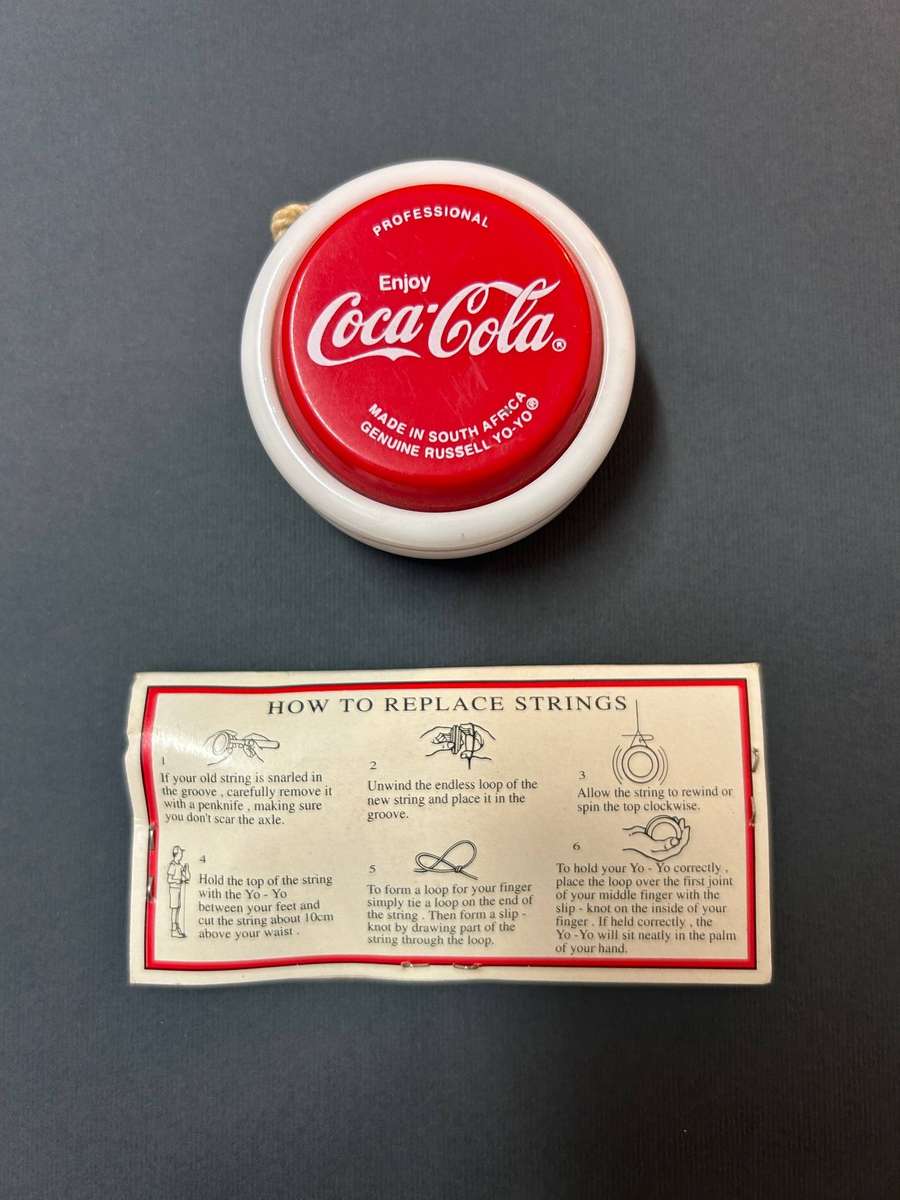 PROFESSIONAL
Enjoy
Coca-Cola®
MADE IN SOUTH AFRICA
GENUINE RUSSELL YO-YO®
HOW TO REPLACE STRINGS
1
If your old string is snarled in
the groove , carefully remove it
with a penknife , making sure
you don't scar the axle.
2
Unwind the endless loop of the
new string and place it in the
groove.
3
Allow the string to rewind or
spin the top clockwise.
4
Hold the top of the string
with the Yo - Yo
between your feet and
cut the string about 10cm
above your waist .
5
To form a loop for your finger
simply tie a loop on the end of
the string . Then form a slip -
knot by drawing part of the
string through the loop.
6
To hold your Yo - Yo correctly ,
place the loop over the first joint
of your middle finger with the
slip - knot on the inside of your
finger . If held correctly , the
Yo -Yo will sit neatly in the palm
of your hand.